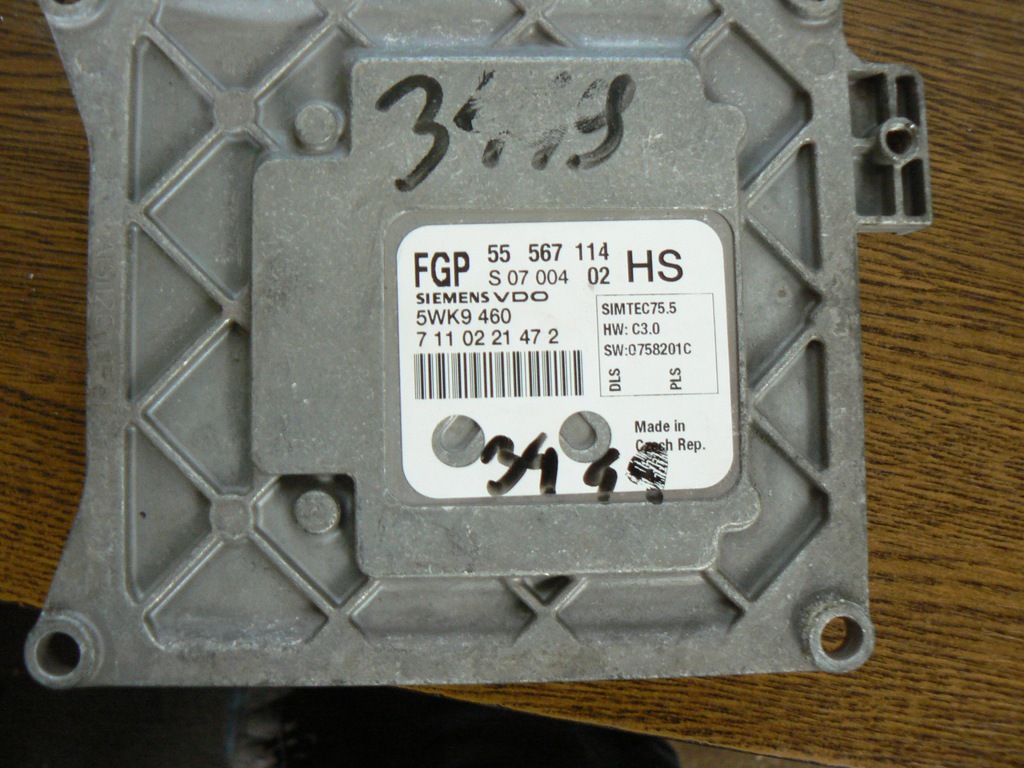 FGP 55 567 114 HS
S 07 004 02
SIEMENS VDO
5WK9 460
7 11 02 21 47 2
SIMTEC75.5
HW: C3.0
SW:0758201C
DLS PLS
Made in
Czech Rep.